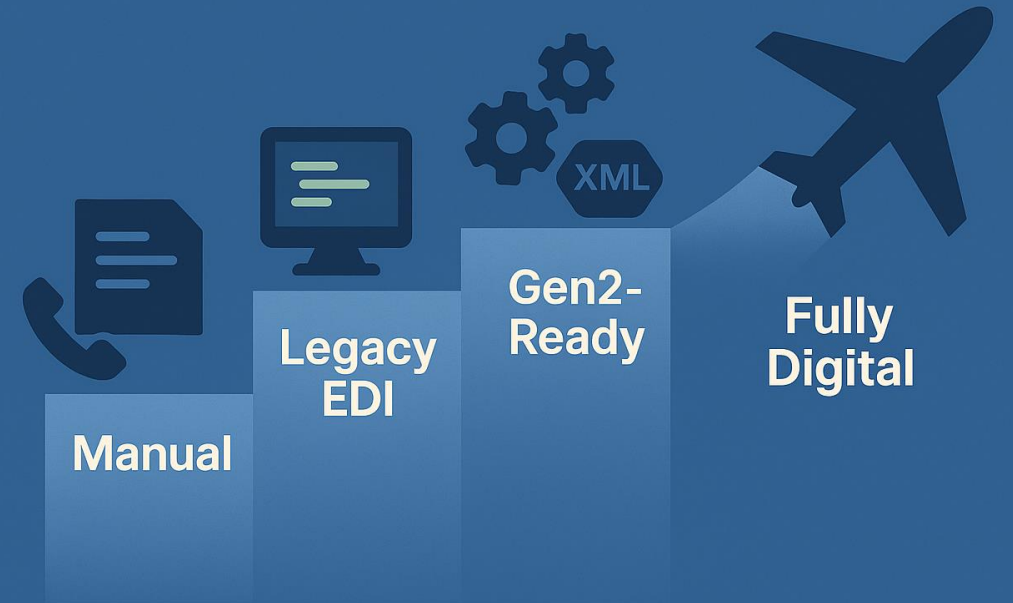 Manual
Legacy
EDI
XML
Gen2-
Ready
Fully
Digital